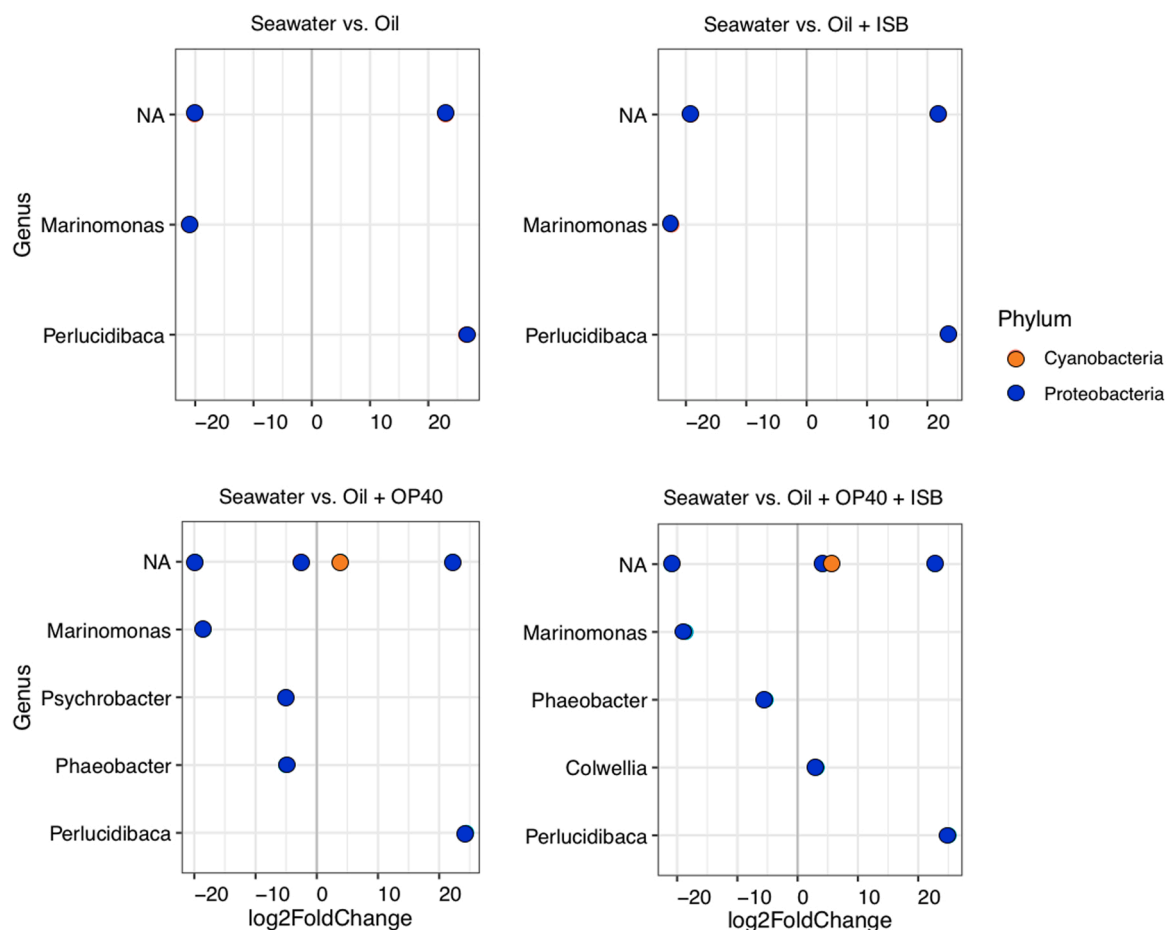 Seawater vs. Oil
Seawater vs. Oil + ISB
Genus
NA
Marinomonas
Perlucidibaca
−20 −10 0 10 20
NA
Marinomonas
Perlucidibaca
−20 −10 0 10 20
Phylum
Cyanobacteria
Proteobacteria
Seawater vs. Oil + OP40
Seawater vs. Oil + OP40 + ISB
Genus
NA
Marinomonas
Psychrobacter
Phaeobacter
Perlucidibaca
−20 −10 0 10 20
log2FoldChange
NA
Marinomonas
Phaeobacter
Colwellia
Perlucidibaca
−20 −10 0 10 20
log2FoldChange